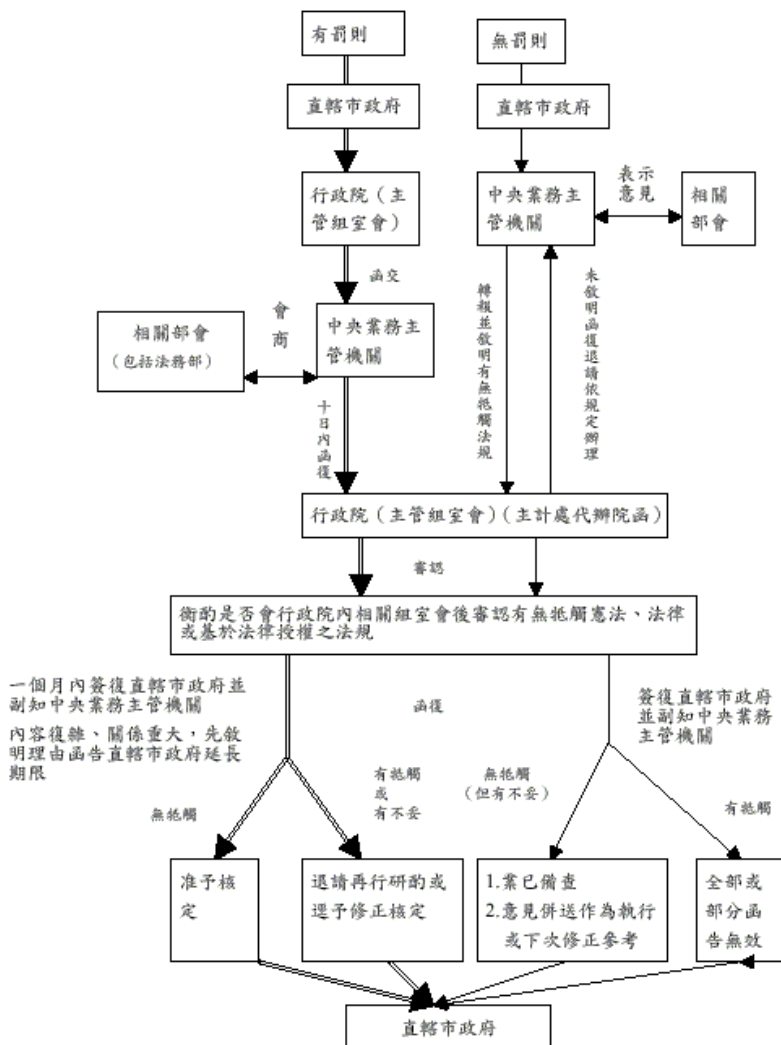 有罰則
無罰則
直轄市政府
直轄市政府
行政院（主
管組室會）
中央業務主
管機關
表示
意見
相關
部會
函交
相關部會
（包括法務部）
會
商
中央業務主
管機關
轉報並敘明有無抵觸法規
未敘明函復退請依規定辦理
十日內函復
行政院（主管組室會）（主計處代辦院函）
審認
衡酌是否會行政院內相關組室會後審認有無抵觸憲法、法律
或基於法律授權之法規
一個月內簽復直轄市政府並
副知中央業務主管機關
內容復雜、關係重大，先敘
明理由函告直轄市政府延長
期限
函復
簽復直轄市政府
並副知中央業務
主管機關
無抵觸
有抵觸
或
有不妥
無抵觸
（但有不妥）
有抵觸
准予核
定
退請再行研酌或
逕予修正核定
1.業已備查
2.意見併送作為執行
或下次修正參考
全部或
部分函
告無效
直轄市政府